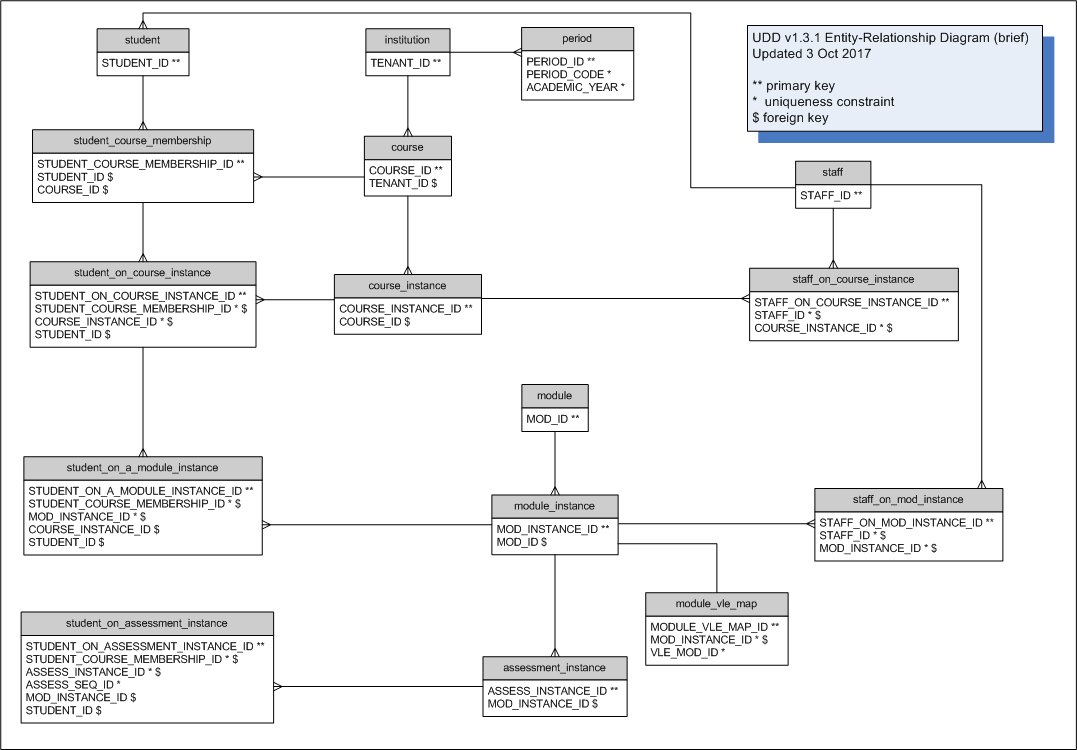 student
STUDENT_ID **
institution
TENANT_ID **
period
PERIOD_ID **
PERIOD_CODE *
ACADEMIC_YEAR *
UDD v1.3.1 Entity-Relationship Diagram (brief)
Updated 3 Oct 2017
** primary key
* uniqueness constraint
$ foreign key
student_course_membership
STUDENT_COURSE_MEMBERSHIP_ID **
STUDENT_ID $
COURSE_ID $
course
COURSE_ID **
TENANT_ID $
staff
STAFF_ID **
student_on_course_instance
STUDENT_ON_COURSE_INSTANCE_ID **
STUDENT_COURSE_MEMBERSHIP_ID * $
COURSE_INSTANCE_ID * $
STUDENT_ID $
course_instance
COURSE_INSTANCE_ID **
COURSE_ID $
staff_on_course_instance
STAFF_ON_COURSE_INSTANCE_ID **
STAFF_ID * $
COURSE_INSTANCE_ID * $
module
MOD_ID **
student_on_a_module_instance
STUDENT_ON_A_MODULE_INSTANCE_ID **
STUDENT_COURSE_MEMBERSHIP_ID * $
MOD_INSTANCE_ID * $
COURSE_INSTANCE_ID $
STUDENT_ID $
module_instance
MOD_INSTANCE_ID **
MOD_ID $
staff_on_mod_instance
STAFF_ON_MOD_INSTANCE_ID **
STAFF_ID * $
MOD_INSTANCE_ID * $
module_vle_map
MODULE_VLE_MAP_ID **
MOD_INSTANCE_ID * $
VLE_MOD_ID *
student_on_assessment_instance
STUDENT_ON_ASSESSMENT_INSTANCE_ID **
STUDENT_COURSE_MEMBERSHIP_ID * $
ASSESS_INSTANCE_ID * $
ASSESS_SEQ_ID *
MOD_INSTANCE_ID $
STUDENT_ID $
assessment_instance
ASSESS_INSTANCE_ID **
MOD_INSTANCE_ID $